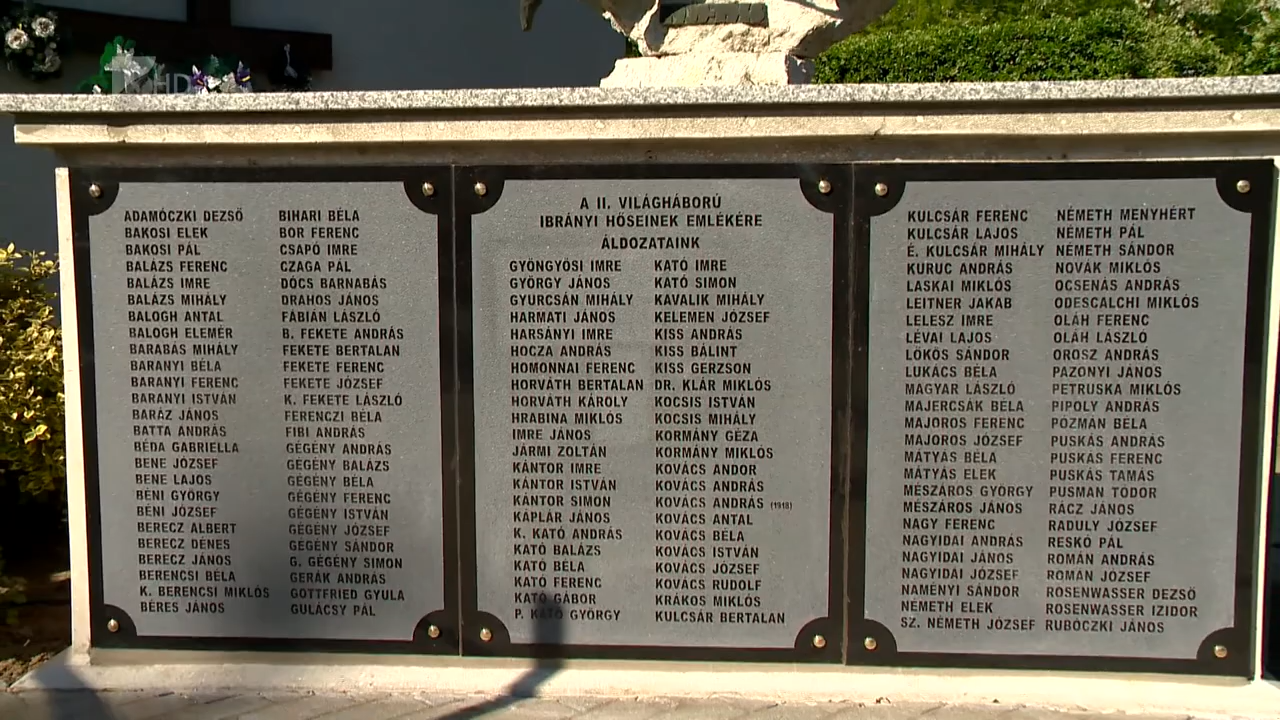 HD
ADAMÓCZKI DEZSŐ
BAKOSI ELEK
BAKOSI PÁL
BALÁZS FERENC
BALÁZS IMRE
BALÁZS MIHÁLY
BALOGH ANTAL
BALOGH ELEMÉR
BARABÁS MIHÁLY
BARANYI BÉLA
BARANYI FERENC
BARANYI ISTVÁN
BARÁZ JÁNOS
BATTA ANDRÁS
BÉDA GABRIELLA
BENE JÓZSEF
BENE LAJOS
BÉNI GYÖRGY
BÉNI JÓZSEF
BERECZ ALBERT
BERECZ DÉNES
BERECZ JÁNOS
BERENCSI BÉLA
K. BERENCSI MIKLÓS
BÉRES JÁNOS
BIHARI BÉLA
BOR FERENC
CSAPÓ IMRE
CZAGA PÁL
DÓCS BARNABÁS
DRAHOS JÁNOS
FÁBIÁN LÁSZLÓ
B. FEKETE ANDRÁS
FEKETE BERTALAN
FEKETE FERENC
FEKETE JÓZSEF
K. FEKETE LÁSZLÓ
FERENCZI BÉLA
FIBI ANDRÁS
GÉGÉNY ANDRÁS
GÉGÉNY BALÁZS
GÉGÉNY BÉLA
GÉGÉNY FERENC
GÉGÉNY ISTVÁN
GÉGÉNY JÓZSEF
GÉGÉNY SÁNDOR
G. GÉGÉNY SIMON
GERÁK ANDRÁS
GOTTFRIED GYULA
GULÁCSY PÁL
A II. VILÁGHÁBORÚ
IBRÁNYI HŐSEINEK EMLÉKÉRE
ÁLDOZATAINK
GYÖNGYÖSI IMRE
GYÖRGY JÁNOS
GYURCSÁN MIHÁLY
HARMATI JÁNOS
HARSÁNYI IMRE
HOCZA ANDRÁS
HOMONNAI FERENC
HORVÁTH BERTALAN
HORVÁTH KÁROLY
HRABINA MIKLÓS
IMRE JÁNOS
JÁRMI ZOLTÁN
KÁNTOR IMRE
KÁNTOR ISTVÁN
KÁNTOR SIMON
KÁPLÁR JÁNOS
K. KATÓ ANDRÁS
KATÓ BALÁZS
KATÓ BÉLA
KATÓ FERENC
KATÓ GÁBOR
P. KATÓ GYÖRGY
KATÓ IMRE
KATÓ SIMON
KAVALIK MIHÁLY
KELEMEN JÓZSEF
KISS ANDRÁS
KISS BÁLINT
KISS GERZSON
DR. KLÁR MIKLÓS
KOCSIS ISTVÁN
KOCSIS MIHÁLY
KORMÁNY GÉZA
KORMÁNY MIKLÓS
KOVÁCS ANDOR
KOVÁCS ANDRÁS
KOVÁCS ANDRÁS (1918)
KOVÁCS ANTAL
KOVÁCS BÉLA
KOVÁCS ISTVÁN
KOVÁCS JÓZSEF
KOVÁCS RUDOLF
KRÁKOS MIKLÓS
KULCSÁR BERTALAN
KULCSÁR FERENC
KULCSÁR LAJOS
É. KULCSÁR MIHÁLY
KURUC ANDRÁS
LASKAI MIKLÓS
LEITNER JAKAB
LELESZ IMRE
LÉVAI LAJOS
LŐKÖS SÁNDOR
LUKÁCS BÉLA
MAGYAR LÁSZLÓ
MAJERCSÁK BÉLA
MAJOROS FERENC
MAJOROS JÓZSEF
MÁTYÁS BÉLA
MÁTYÁS ELEK
MÉSZÁROS GYÖRGY
MÉSZÁROS JÁNOS
NAGY FERENC
NAGYIDAI ANDRÁS
NAGYIDAI JÁNOS
NAGYIDAI JÓZSEF
NAMÉNYI SÁNDOR
NÉMETH ELEK
SZ. NÉMETH JÓZSEF
NÉMETH MENYHÉRT
NÉMETH PÁL
NÉMETH SÁNDOR
NOVÁK MIKLÓS
OCSENÁS ANDRÁS
ODESCALCHI MIKLÓS
OLÁH FERENC
OLÁH LÁSZLÓ
OROSZ ANDRÁS
PAZONYI JÁNOS
PETRUSKA MIKLÓS
PIPOLY ANDRÁS
PÓZMÁN BÉLA
PUSKÁS ANDRÁS
PUSKÁS FERENC
PUSKÁS TAMÁS
PUSMAN TÓDOR
RÁCZ JÁNOS
RADULY JÓZSEF
RESKÓ PÁL
ROMÁN ANDRÁS
ROMÁN JÓZSEF
ROSENWASSER DEZSŐ
ROSENWASSER IZIDOR
RUBÓCZKI JÁNOS